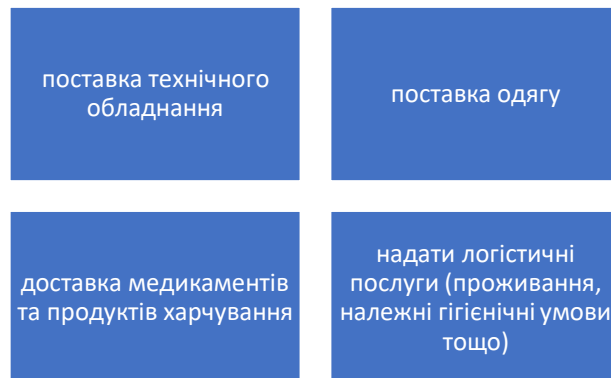 поставка технічного
обладнання
поставка одягу
доставка медикаментів
та продуктів харчування
надати логістичні
послуги (проживання,
належні гігієнічні умови
тощо)